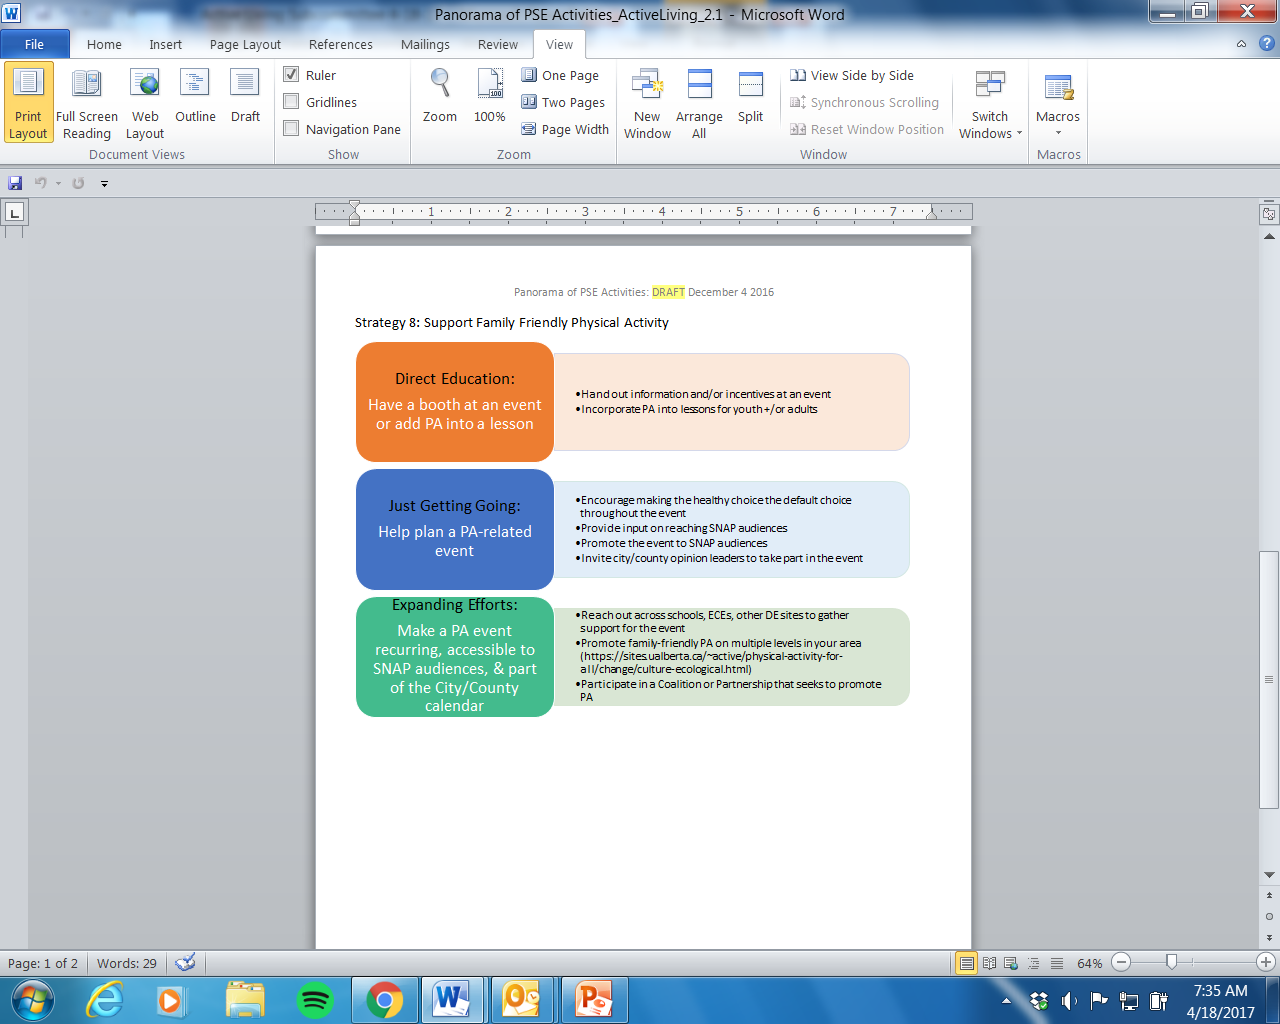 Panorama of PSE Activities_ActiveLiving_2.1 - Microsoft Word
File Home Insert Page Layout References Mailings Review View
Print Layout
Full Screen Reading
Web Layout
Outline
Draft
Document Views
Ruler
Gridlines
Navigation Pane
Show
Zoom
100%
One Page
Two Pages
Page Width
Zoom
New Window
Arrange All
Split
View Side by Side
Synchronous Scrolling
Reset Window Position
Window
Switch Windows
Macros
Macros
1 2 3 4 5 6 7
Panorama of PSE Activities: DRAFT December 4 2016
Strategy 8: Support Family Friendly Physical Activity
Direct Education:
Have a booth at an event
or add PA into a lesson
•Hand out information and/or incentives at an event
•Incorporate PA into lessons for youth +/or adults
Just Getting Going:
Help plan a PA-related
event
•Encourage making the healthy choice the default choice
throughout the event
•Provide input on reaching SNAP audiences
•Promote the event to SNAP audiences
•Invite city/county opinion leaders to take part in the event
Expanding Efforts:
Make a PA event
recurring, accessible to
SNAP audiences, & part
of the City/County
calendar
•Reach out across schools, ECEs, other DE sites to gather
support for the event
•Promote family-friendly PA on multiple levels in your area
(https://sites.ualberta.ca/~active/physical-activity-for-
all/change/culture-ecological.html)
•Participate in a Coalition or Partnership that seeks to promote
PA
Page: 1 of 2 Words: 29 64%
7:35 AM
4/18/2017